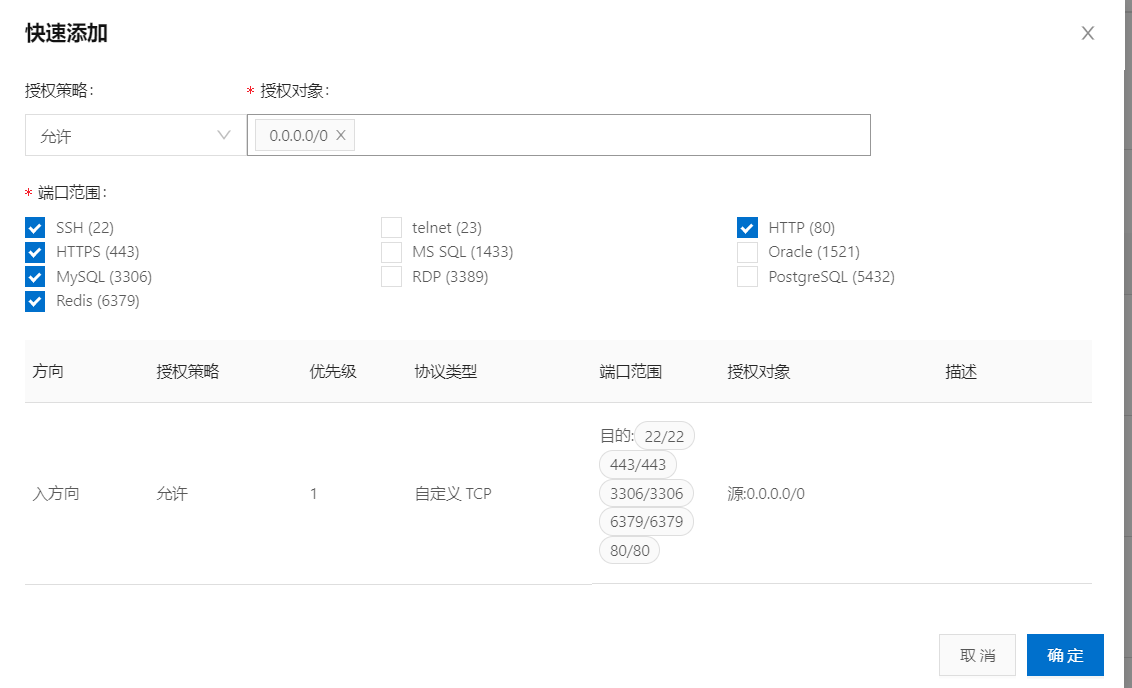 快速添加
授权策略：
* 授权对象：
允许
0.0.0.0/0
* 端口范围：
SSH (22)
telnet (23)
HTTP (80)
HTTPS (443)
MS SQL (1433)
Oracle (1521)
MySQL (3306)
RDP (3389)
PostgreSQL (5432)
Redis (6379)
方向 授权策略 优先级 协议类型 端口范围 授权对象 描述
目的: 22/22
443/443
入方向 允许 1 自定义 TCP 3306/3306 源:0.0.0.0/0
6379/6379
80/80
取 消
确 定